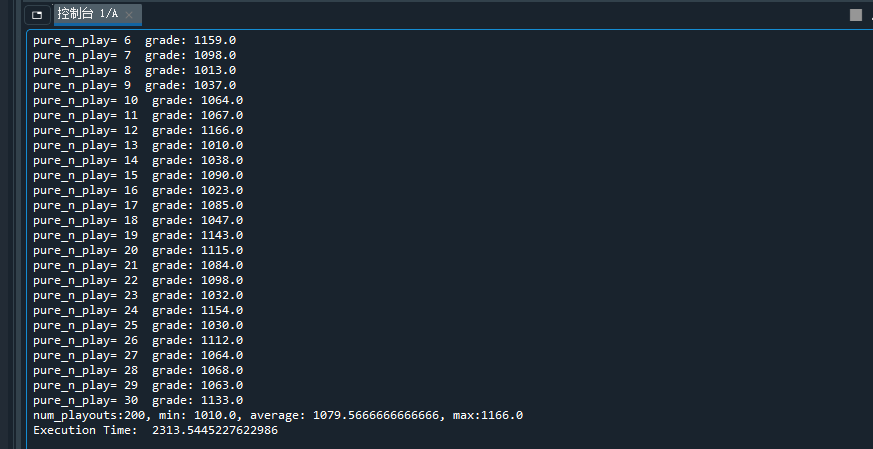 控制台 1/A
pure_n_play= 6  grade: 1159.0
pure_n_play= 7  grade: 1098.0
pure_n_play= 8  grade: 1013.0
pure_n_play= 9  grade: 1037.0
pure_n_play= 10  grade: 1064.0
pure_n_play= 11  grade: 1067.0
pure_n_play= 12  grade: 1166.0
pure_n_play= 13  grade: 1010.0
pure_n_play= 14  grade: 1038.0
pure_n_play= 15  grade: 1090.0
pure_n_play= 16  grade: 1023.0
pure_n_play= 17  grade: 1085.0
pure_n_play= 18  grade: 1047.0
pure_n_play= 19  grade: 1143.0
pure_n_play= 20  grade: 1115.0
pure_n_play= 21  grade: 1084.0
pure_n_play= 22  grade: 1098.0
pure_n_play= 23  grade: 1032.0
pure_n_play= 24  grade: 1154.0
pure_n_play= 25  grade: 1030.0
pure_n_play= 26  grade: 1112.0
pure_n_play= 27  grade: 1064.0
pure_n_play= 28  grade: 1068.0
pure_n_play= 29  grade: 1063.0
pure_n_play= 30  grade: 1133.0
num_playouts:200, min: 1010.0, average: 1079.5666666666666, max:1166.0
Execution Time:  2313.5445227622986